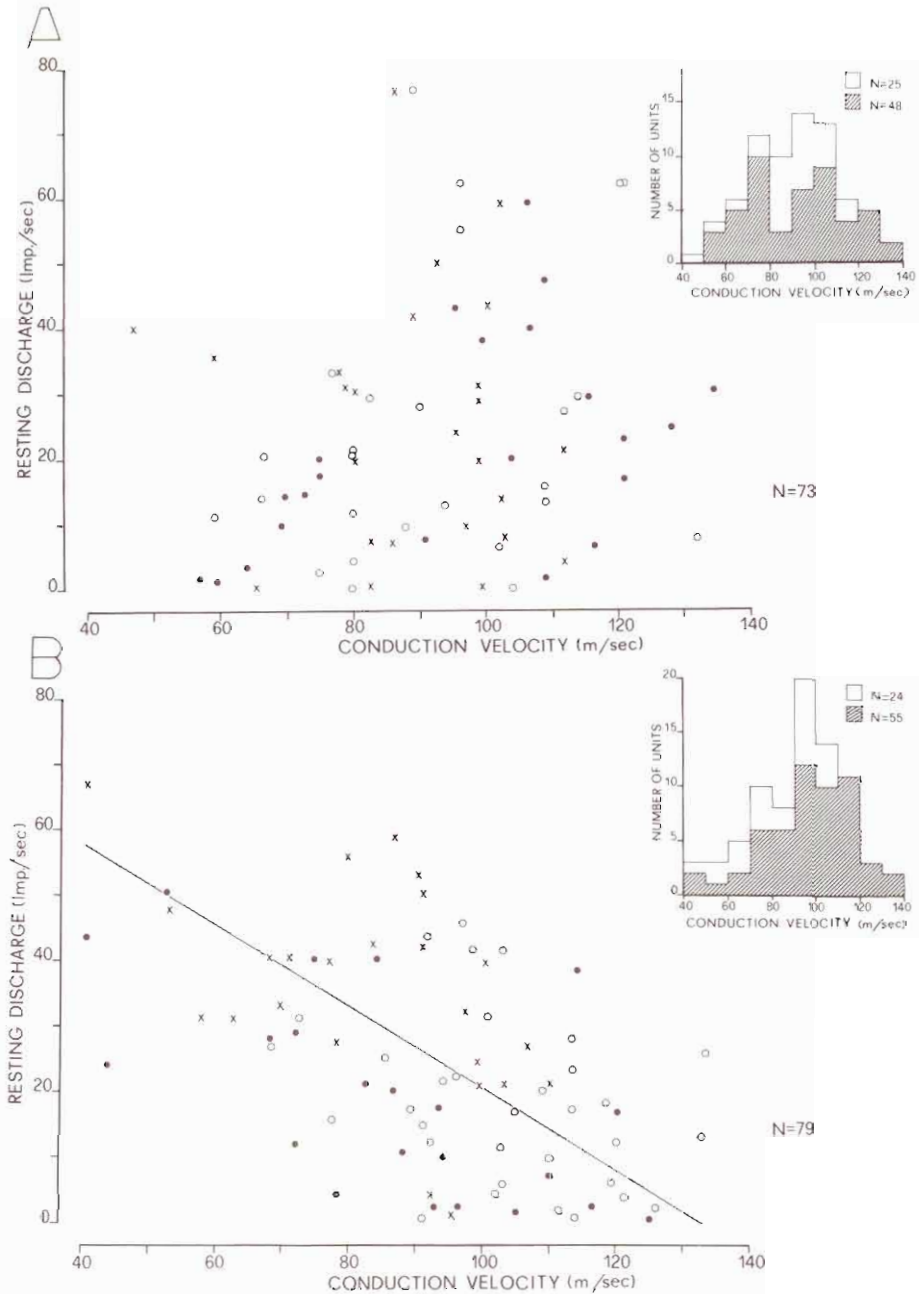 A
RESTING DISCHARGE (Imp./sec)
80
60
40
20
0
40 60 80 100 120 140
CONDUCTION VELOCITY (m/sec)
N=73
NUMBER OF UNITS
15
10
5
0
40 60 80 100 120 140
CONDUCTION VELOCITY (m/sec)
N=25
N=48
B
RESTING DISCHARGE (Imp/sec)
80
60
40
20
0
40 60 80 100 120 140
CONDUCTION VELOCITY (m/sec)
N=79
NUMBER OF UNITS
20
15
10
5
0
40 60 80 100 120 140
CONDUCTION VELOCITY (m/sec)
N=24
N=55